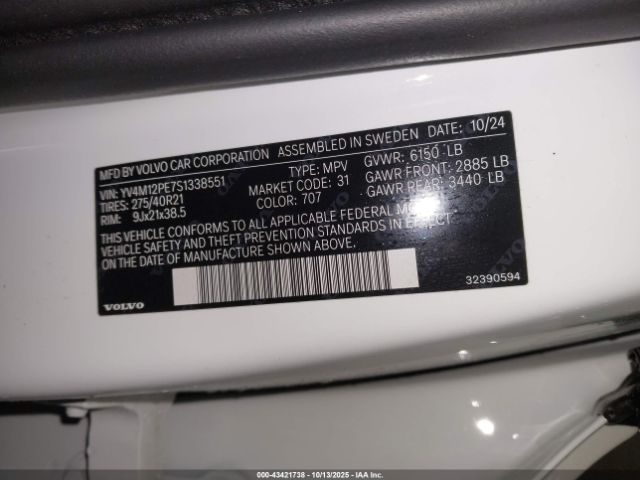 MFD BY VOLVO CAR CORPORATION ASSEMBLED IN SWEDEN DATE: 10/24
VIN: YV4M12PE7S1338551 TYPE: MPV GVWR: 6150 LB
TIRES: 275/40R21 MARKET CODE: 31 GAWR FRONT: 2885 LB
RIM: 9Jx21x38.5 COLOR: 707 GAWR REAR: 3440 LB
THIS VEHICLE CONFORMS TO ALL APPLICABLE FEDERAL MOTOR
VEHICLE SAFETY AND THEFT PREVENTION STANDARDS IN EFFECT
ON THE DATE OF MANUFACTURE SHOWN ABOVE.
VOLVO 32390594
000-43421738 - 10/13/2025 - IAA Inc.